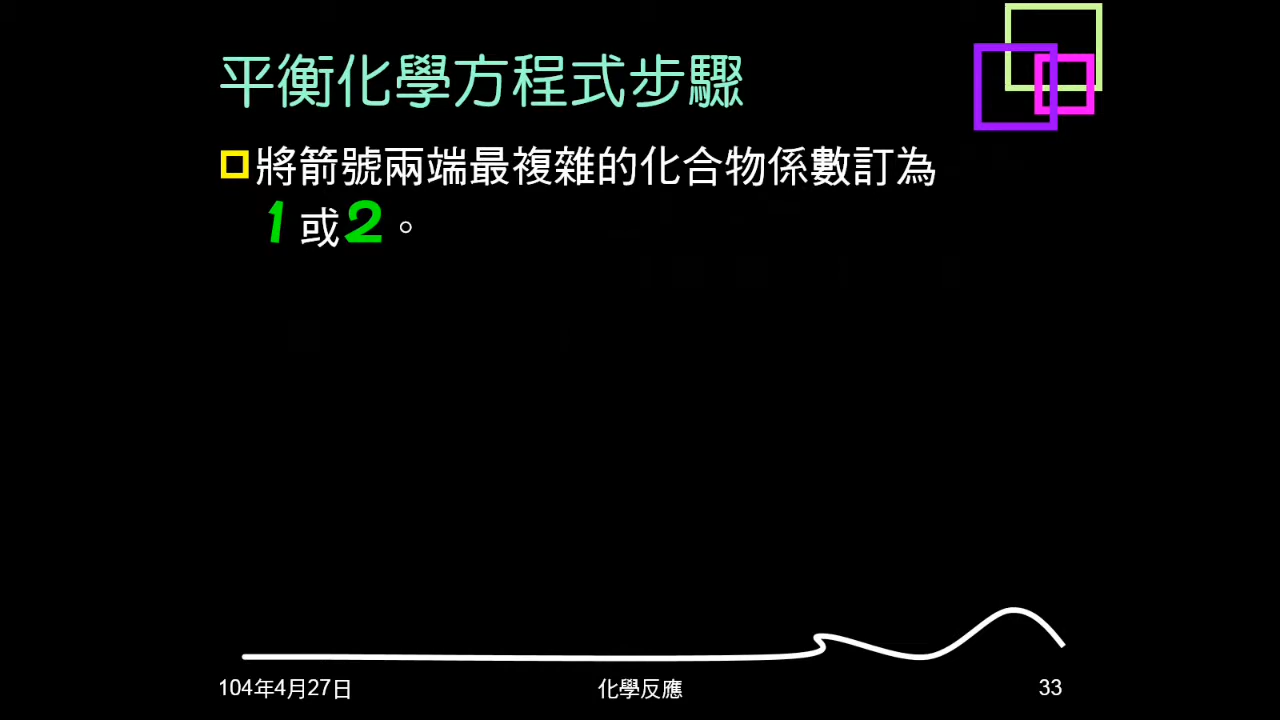 平衡化學方程式步驟
將箭號兩端最複雜的化合物係數訂為
1或2。
104年4月27日
化學反應
33